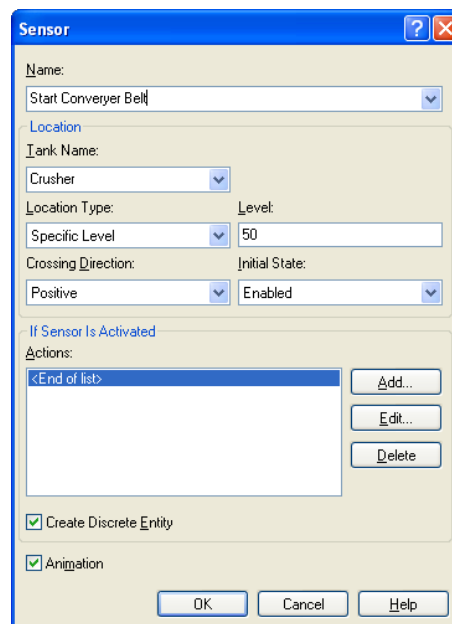 Sensor
Name:
Start Converyer Belt
Location
Tank Name:
Crusher
Location Type: Level:
Specific Level 50
Crossing Direction: Initial State:
Positive Enabled
If Sensor Is Activated
Actions:
<End of list>
Add...
Edit...
Delete
Create Discrete Entity
Animation
OK Cancel Help